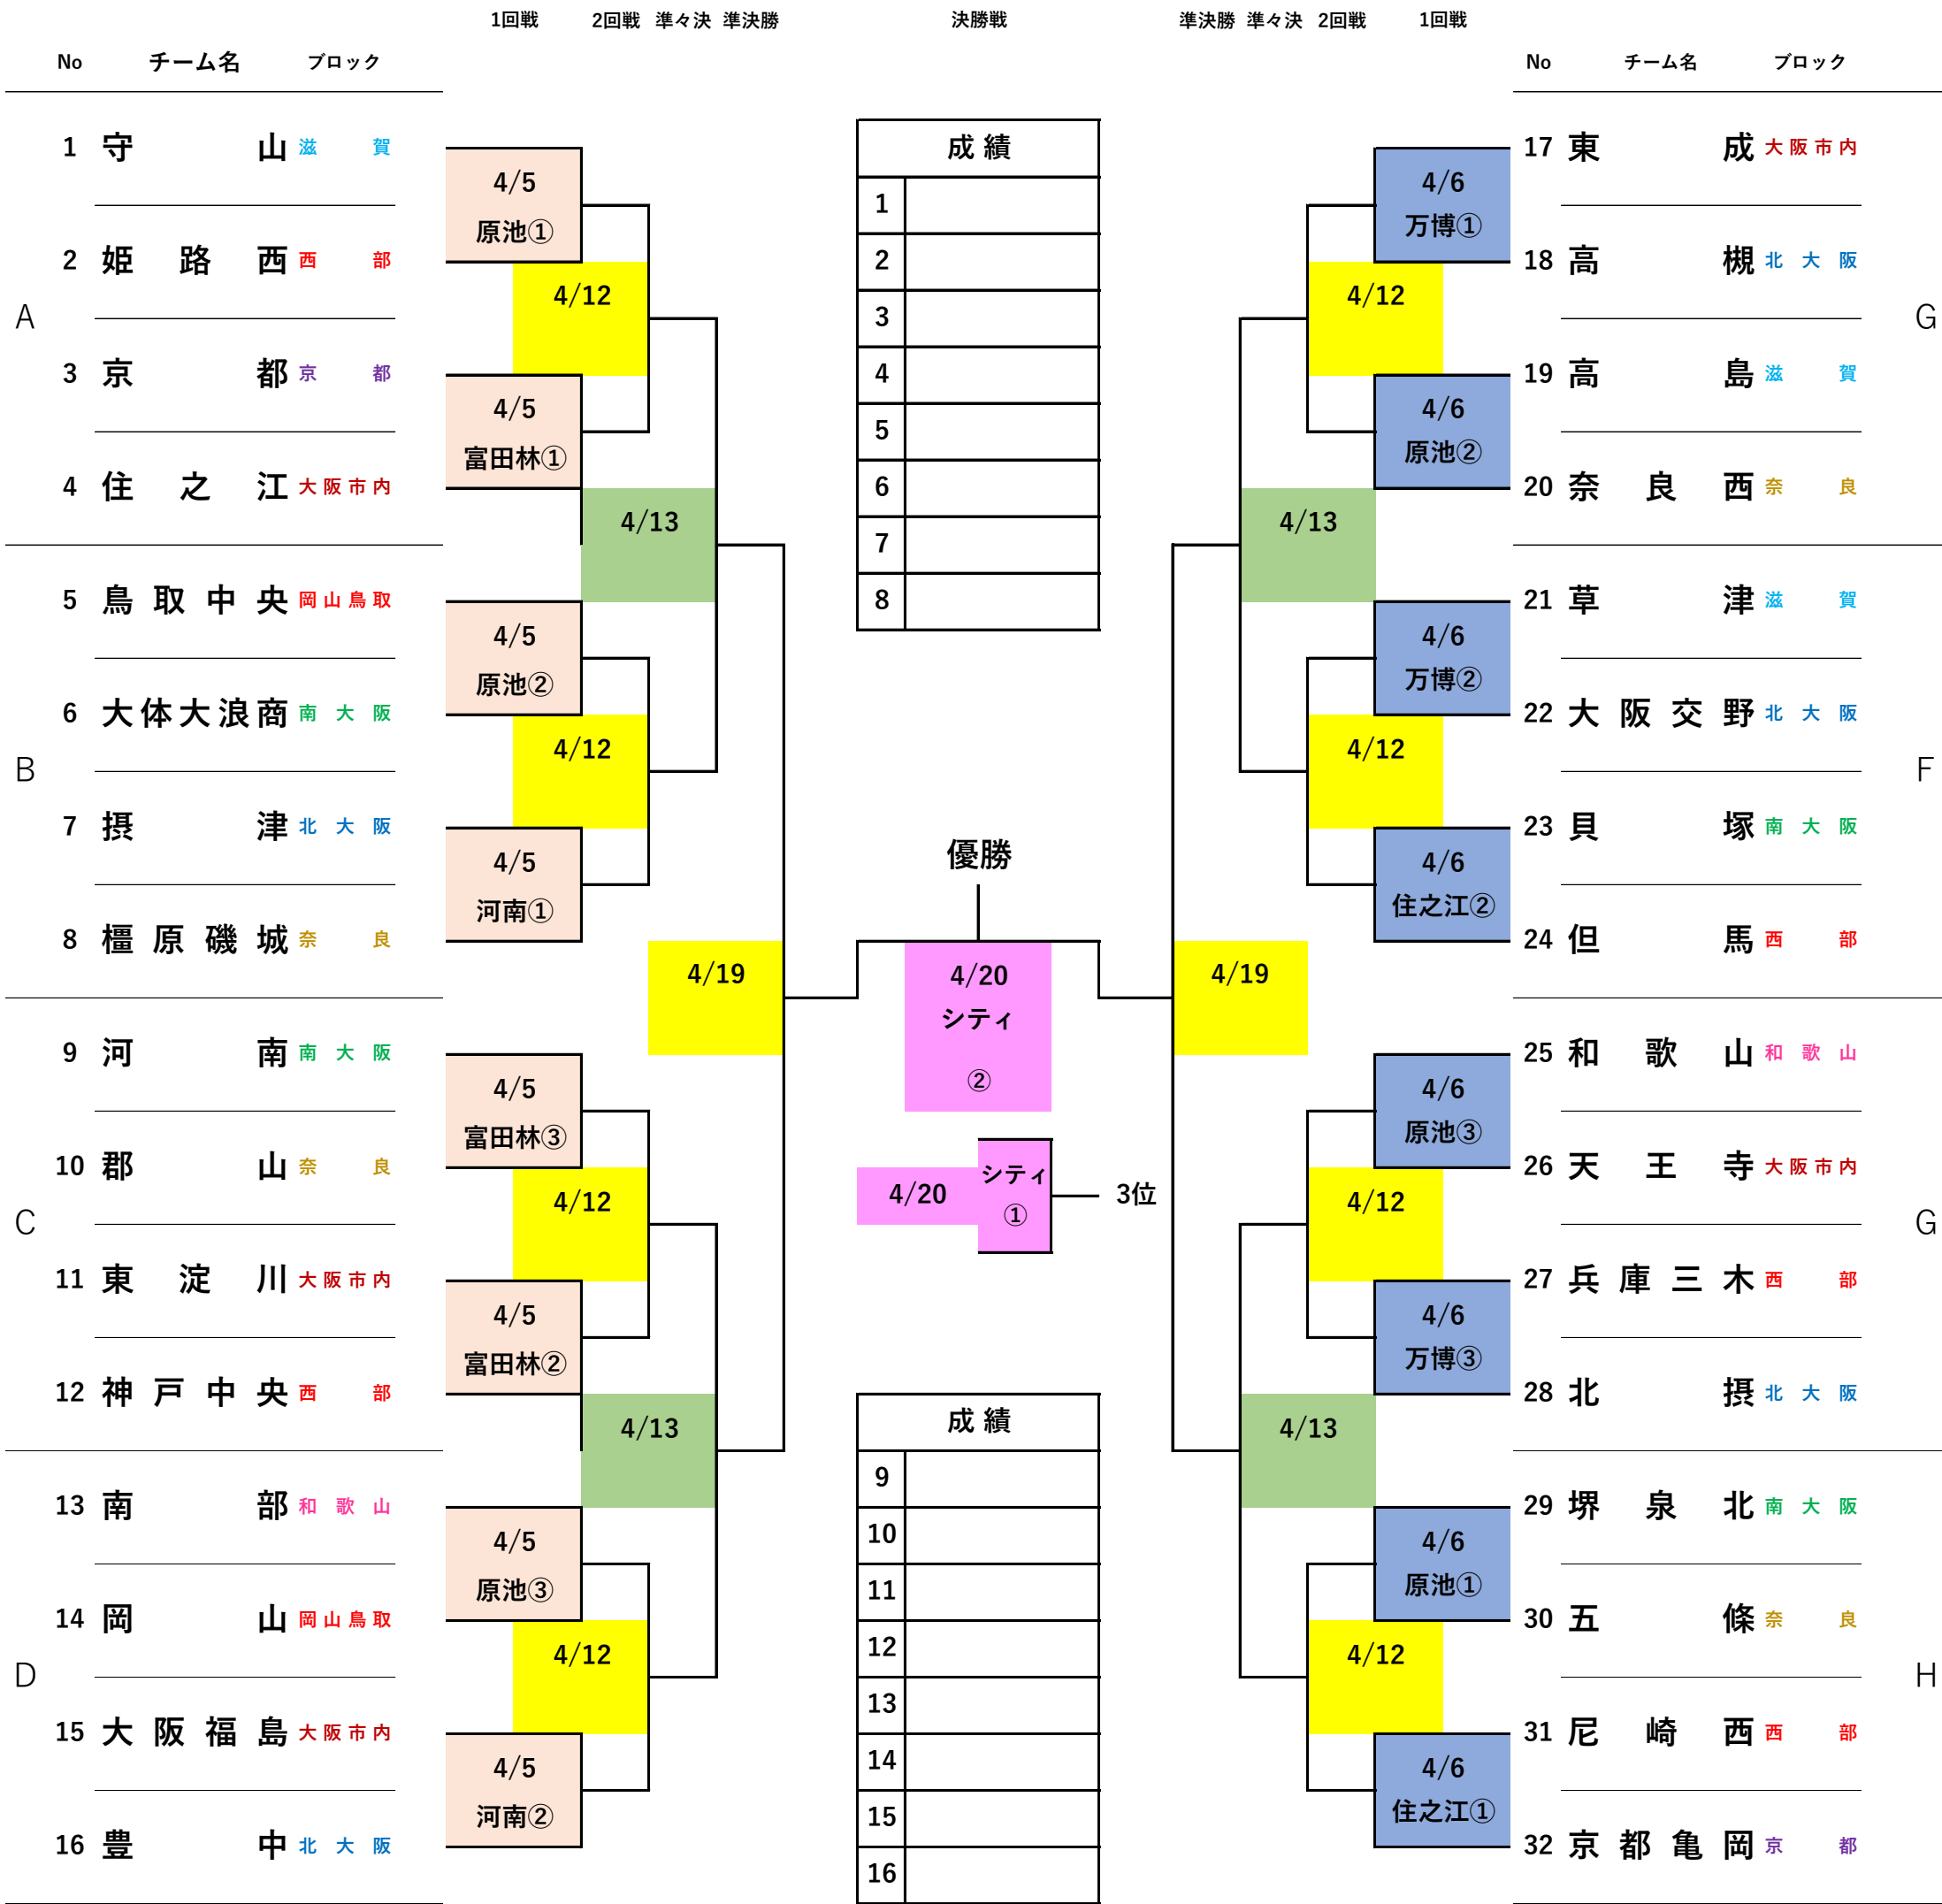 1回戦 2回戦 準々決 準決勝 決勝戦 準決勝 準々決 2回戦 1回戦
No チーム名 ブロック
A
1 守山 滋賀
2 姫路西 西部
3 京都 京都
4 住之江 大阪市内
B
5 鳥取中央 岡山鳥取
6 大体大浪商 南大阪
7 摂津 北大阪
8 橿原磯城 奈良
C
9 河南 南大阪
10 郡山 奈良
11 東淀川 大阪市内
12 神戸中央 西部
D
13 南部 和歌山
14 岡山 岡山鳥取
15 大阪福島 大阪市内
16 豊中 北大阪
4/5
原池①
4/12
4/5
富田林①
4/13
4/5
原池②
4/12
4/5
河南①
4/19
4/5
富田林③
4/12
4/5
富田林②
4/13
4/5
原池③
4/12
4/5
河南②
成績
1
2
3
4
5
6
7
8
優勝
4/20
シティ
②
4/20
シティ
①
3位
成績
9
10
11
12
13
14
15
16
4/6
万博①
4/12
4/6
原池②
4/13
4/6
万博②
4/12
4/6
住之江②
4/19
4/6
原池③
4/12
4/6
万博③
4/13
4/6
原池①
4/12
4/6
住之江①
No チーム名 ブロック
17 東成 大阪市内
18 高槻 北大阪
G
19 高島 滋賀
20 奈良西 奈良
21 草津 滋賀
22 大阪交野 北大阪
F
23 貝塚 南大阪
24 但馬 西部
25 和歌山 和歌山
26 天王寺 大阪市内
G
27 兵庫三木 西部
28 北摂 北大阪
29 堺泉北 南大阪
30 五條 奈良
H
31 尼崎西 西部
32 京都亀岡 京都